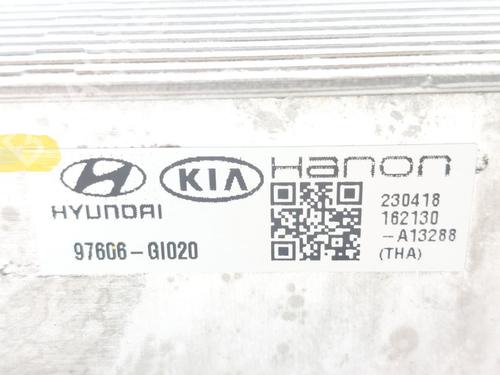 HYUNDAI
97606-GI020
KIA
Hanon
230418
162130
-A13288
(THA)